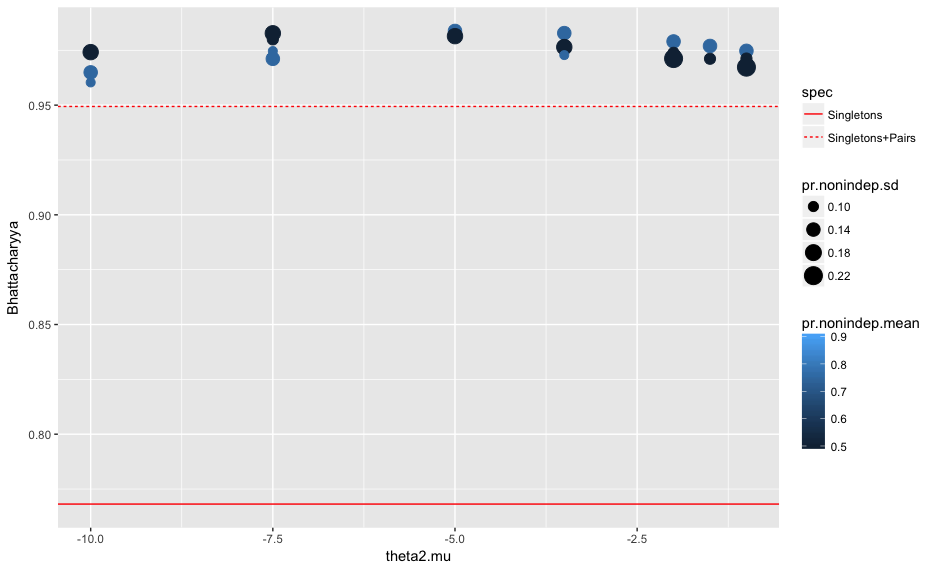 0.95
0.90
0.85
0.80
Bhattacharyya
-10.0
-7.5
-5.0
-2.5
theta2.mu
spec
Singletons
Singletons+Pairs
pr.nonindep.sd
0.10
0.14
0.18
0.22
pr.nonindep.mean
0.9
0.8
0.7
0.6
0.5